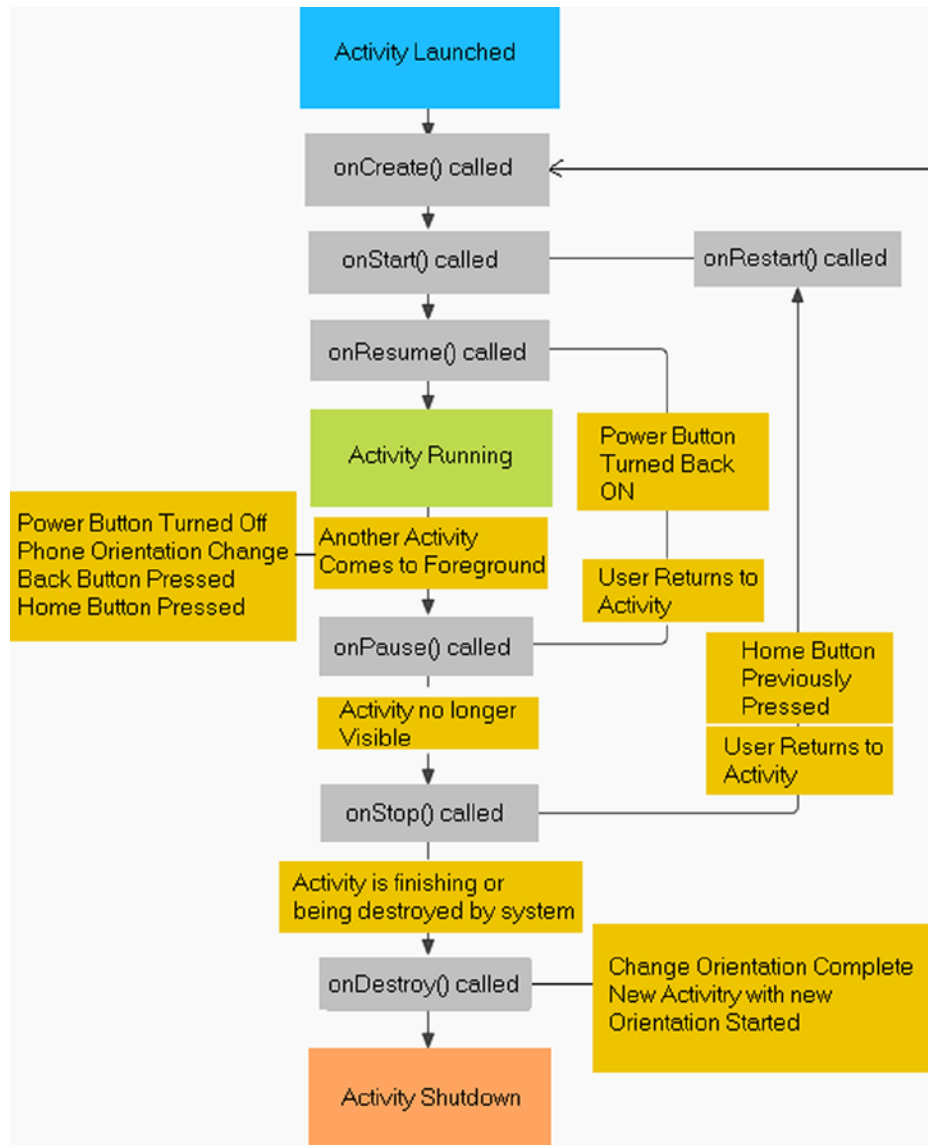 Activity Launched
onCreate() called
onStart() called
onRestart() called
onResume() called
Activity Running
Power Button
Turned Back
ON
Power Button Turned Off
Phone Orientation Change
Back Button Pressed
Home Button Pressed
Another Activity
Comes to Foreground
User Returns to
Activity
onPause() called
Home Button
Previously
Pressed
Activity no longer
Visible
User Returns to
Activity
onStop() called
Activity is finishing or
being destroyed by system
onDestroy() called
Change Orientation Complete
New Activitry with new
Orientation Started
Activity Shutdown